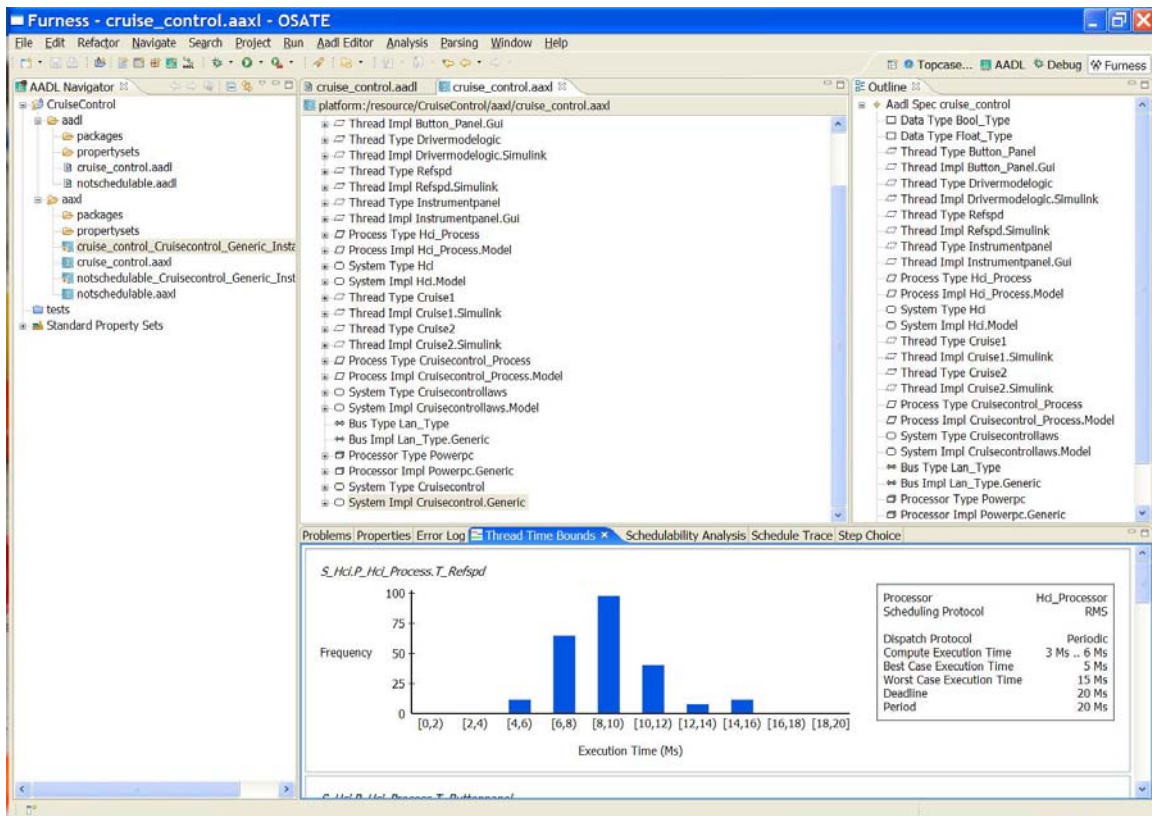 Furness - cruise_control.aaxl - OSATE
File Edit Refactor Navigate Search Project Run Aadl Editor Analysis Parsing Window Help
Topcase... AADL Debug Furness
AADL Navigator
CruiseControl
aadl
packages
propertysets
cruise_control.aadl
notschedulable.aadl
aaxl
packages
propertysets
cruise_control_Cruisecontrol_Generic_Insta
cruise_control.aaxl
notschedulable_Cruisecontrol_Generic_Inst
notschedulable.aaxl
tests
Standard Property Sets
cruise_control.aadl cruise_control.aaxl
platform:/resource/CruiseControl/aaxl/cruise_control.aaxl
Thread Impl Button_Panel.Gui
Thread Type Drivermodelogic
Thread Impl Drivermodelogic.Simulink
Thread Type Refspd
Thread Impl Refspd.Simulink
Thread Type Instrumentpanel
Thread Impl Instrumentpanel.Gui
Process Type Hci_Process
Process Impl Hci_Process.Model
System Type Hci
System Impl Hci.Model
Thread Type Cruise1
Thread Impl Cruise1.Simulink
Thread Type Cruise2
Thread Impl Cruise2.Simulink
Process Type Cruisecontrol_Process
Process Impl Cruisecontrol_Process.Model
System Type Cruisecontrollaws
System Impl Cruisecontrollaws.Model
Bus Type Lan_Type
Bus Impl Lan_Type.Generic
Processor Type Powerpc
Processor Impl Powerpc.Generic
System Type Cruisecontrol
System Impl Cruisecontrol.Generic
Outline
Aadl Spec cruise_control
Data Type Bool_Type
Data Type Float_Type
Thread Type Button_Panel
Thread Impl Button_Panel.Gui
Thread Type Drivermodelogic
Thread Impl Drivermodelogic.Simulink
Thread Type Refspd
Thread Impl Refspd.Simulink
Thread Type Instrumentpanel
Thread Impl Instrumentpanel.Gui
Process Type Hci_Process
Process Impl Hci_Process.Model
System Type Hci
System Impl Hci.Model
Thread Type Cruise1
Thread Impl Cruise1.Simulink
Thread Type Cruise2
Thread Impl Cruise2.Simulink
Process Type Cruisecontrol_Process
Process Impl Cruisecontrol_Process.Model
System Type Cruisecontrollaws
System Impl Cruisecontrollaws.Model
Bus Type Lan_Type
Bus Impl Lan_Type.Generic
Processor Type Powerpc
Processor Impl Powerpc.Generic
Problems Properties Error Log Thread Time Bounds Schedulability Analysis Schedule Trace Step Choice
S_Hci.P_Hci_Process.T_Refspd
100
75
Frequency 50
25
0
[0,2) [2,4) [4,6) [6,8) [8,10) [10,12) [12,14) [14,16) [16,18) [18,20]
Execution Time (Ms)
Processor Hci_Processor
Scheduling Protocol RMS
Dispatch Protocol Periodic
Compute Execution Time 3 Ms .. 6 Ms
Best Case Execution Time 5 Ms
Worst Case Execution Time 15 Ms
Deadline 20 Ms
Period 20 Ms